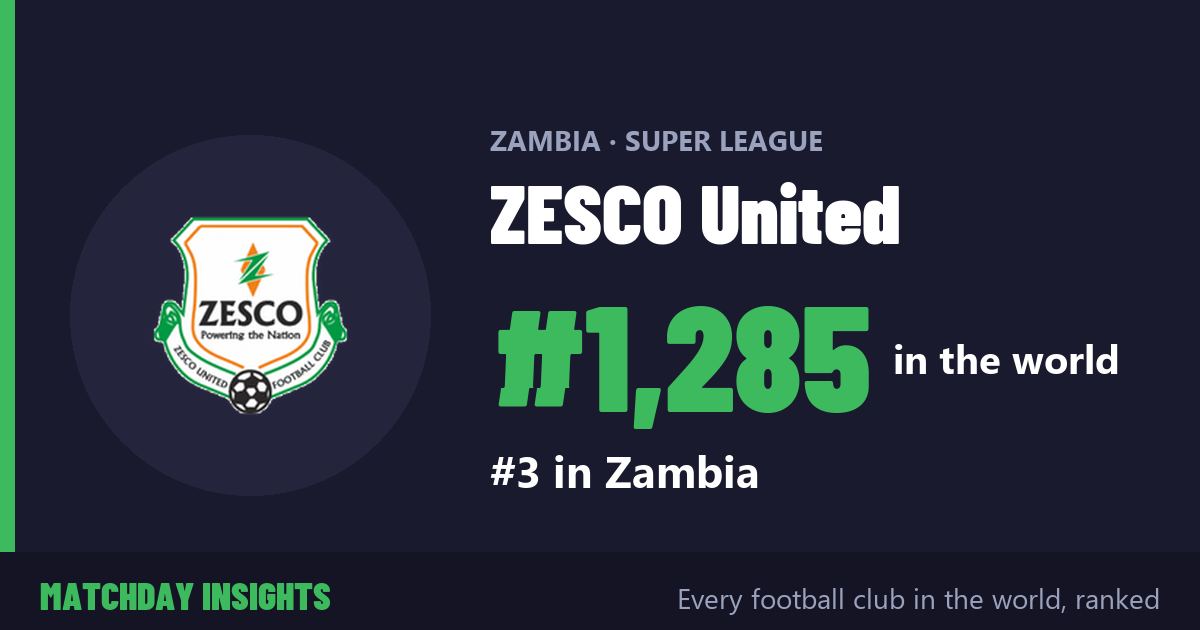 ZAMBIA · SUPER LEAGUE
ZESCO United
#1,285 in the world
#3 in Zambia
ZESCO
Powering the Nation
ZESCO UNITED FOOTBALL CLUB
MATCHDAY INSIGHTS
Every football club in the world, ranked